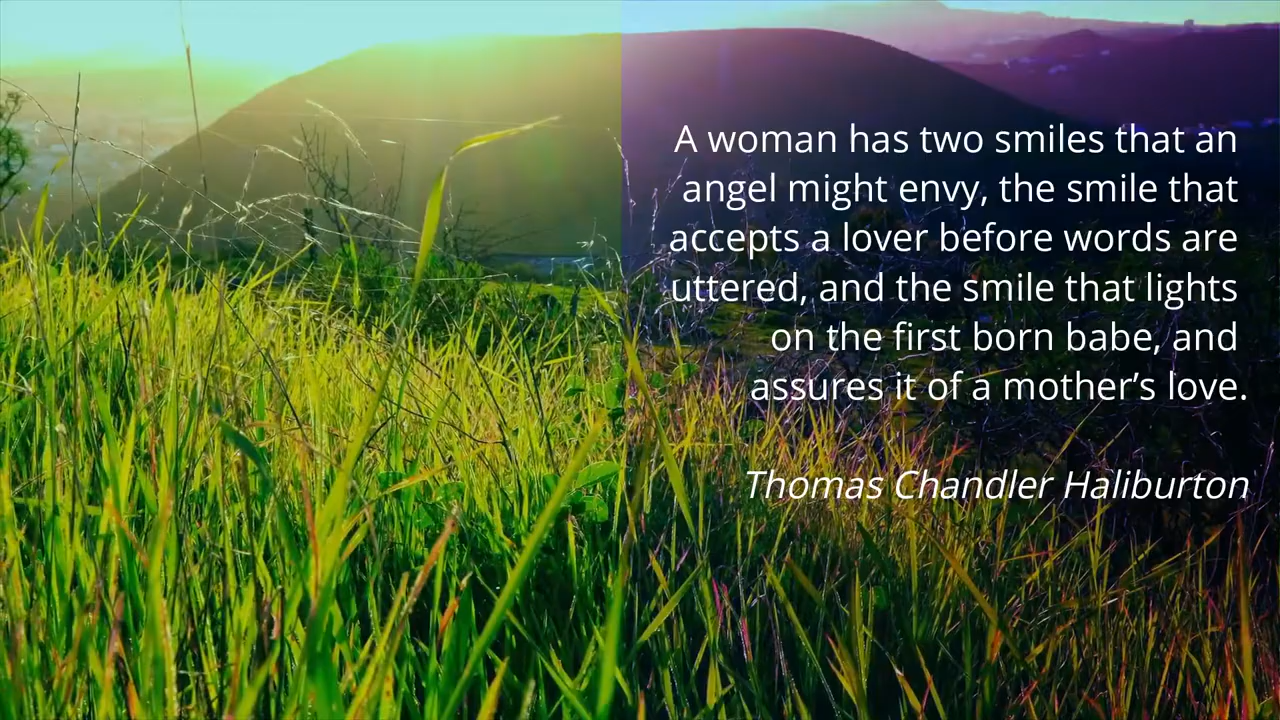 A woman has two smiles that an
angel might envy, the smile that
accepts a lover before words are
uttered, and the smile that lights
on the first born babe, and
assures it of a mother’s love.
Thomas Chandler Haliburton